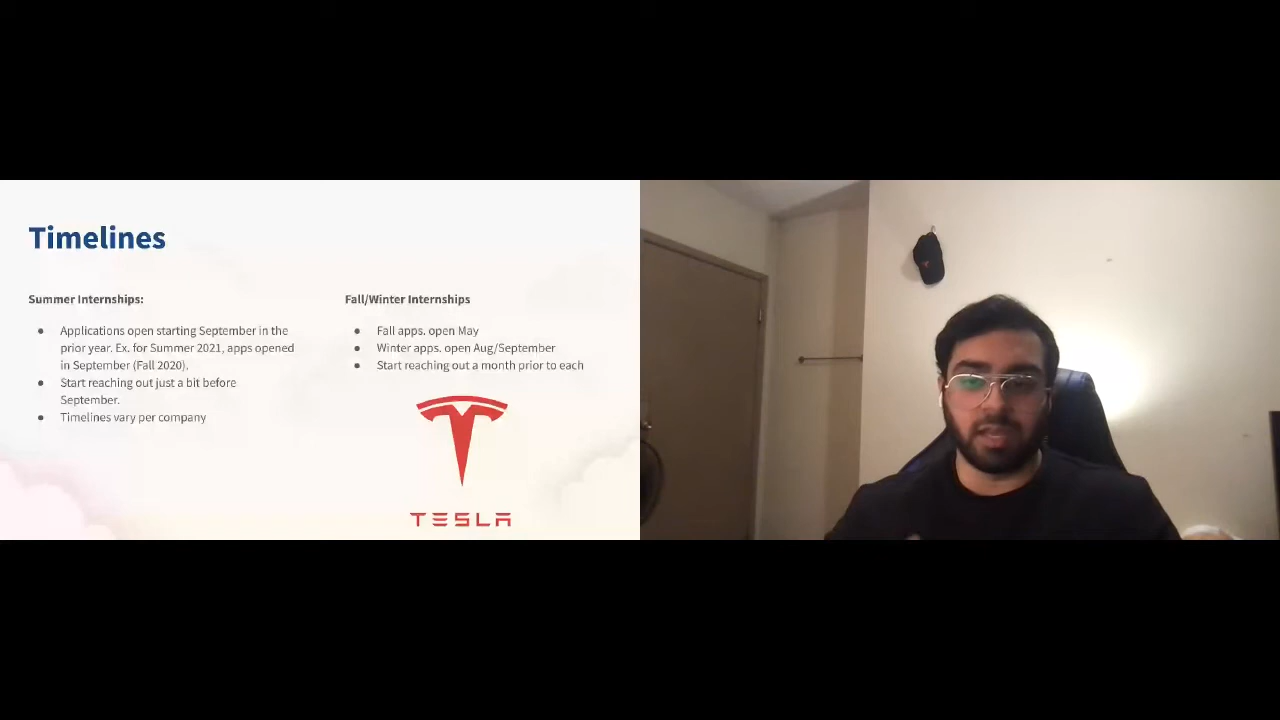 Timelines
Summer Internships:
● Applications open starting September in the
prior year. Ex. for Summer 2021, apps opened
in September (Fall 2020).
● Start reaching out just a bit before
September.
● Timelines vary per company
Fall/Winter Internships
● Fall apps. open May
● Winter apps. open Aug/September
● Start reaching out a month prior to each
TESLA